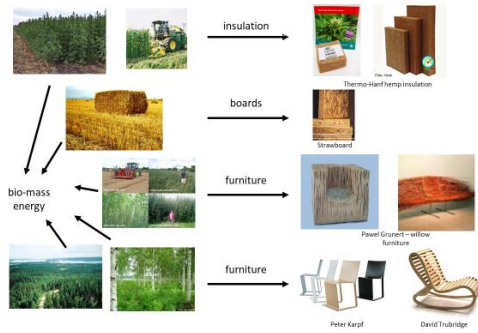 insulation
Thermo-Hanf hemp insulation
boards
Strawboard
bio-mass
energy
furniture
Pawel Grunert – willow
furniture
furniture
Peter Karpf
David Trubridge